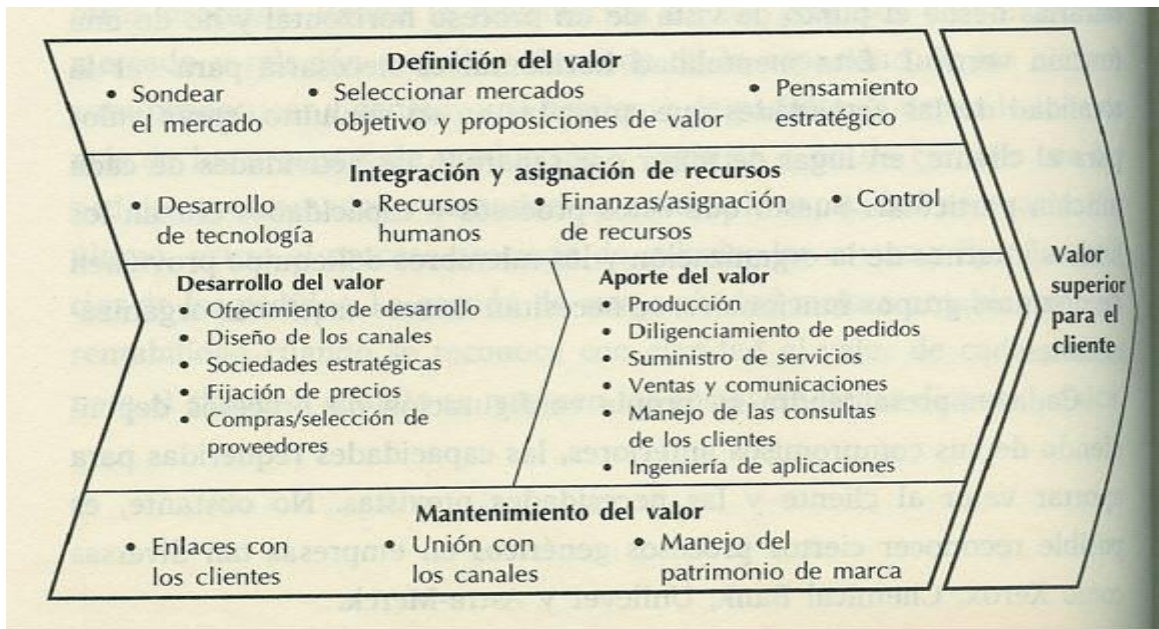 Definición del valor
• Sondear
el mercado
• Seleccionar mercados
objetivo y proposiciones de valor
• Pensamiento
estratégico
Integración y asignación de recursos
• Desarrollo
de tecnología
• Recursos
humanos
• Finanzas/asignación
de recursos
• Control
Desarrollo del valor
• Ofrecimiento de desarrollo
• Diseño de los canales
• Sociedades estratégicas
• Fijación de precios
• Compras/selección de
proveedores
Aporte del valor
• Producción
• Diligenciamiento de pedidos
• Suministro de servicios
• Ventas y comunicaciones
• Manejo de las consultas
de los clientes
• Ingeniería de aplicaciones
Mantenimiento del valor
• Enlaces con
los clientes
• Unión con
los canales
• Manejo del
patrimonio de marca
Valor
superior
para el
cliente